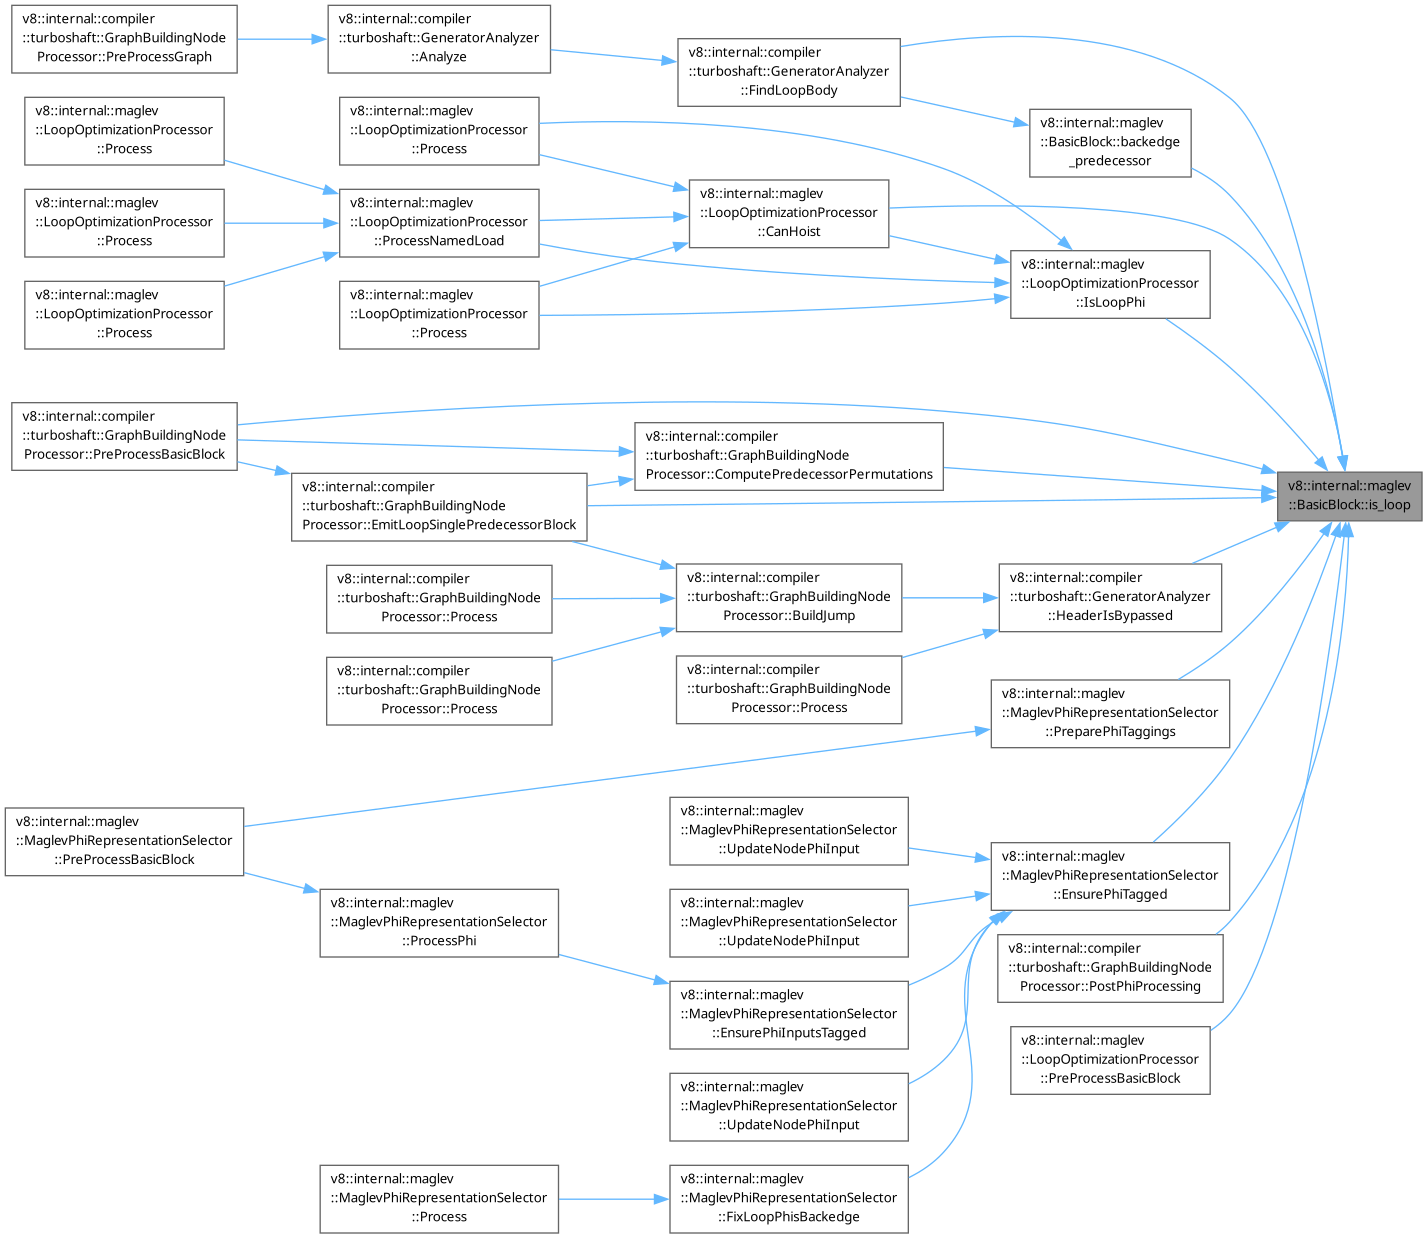 v8::internal::compiler
::turboshaft::GraphBuildingNode
Processor::PreProcessGraph
v8::internal::compiler
::turboshaft::GeneratorAnalyzer
::Analyze
v8::internal::compiler
::turboshaft::GeneratorAnalyzer
::FindLoopBody
v8::internal::maglev
::LoopOptimizationProcessor
::Process
v8::internal::maglev
::LoopOptimizationProcessor
::Process
v8::internal::maglev
::BasicBlock::backedge
_predecessor
v8::internal::maglev
::LoopOptimizationProcessor
::Process
v8::internal::maglev
::LoopOptimizationProcessor
::ProcessNamedLoad
v8::internal::maglev
::LoopOptimizationProcessor
::CanHoist
v8::internal::maglev
::LoopOptimizationProcessor
::IsLoopPhi
v8::internal::maglev
::LoopOptimizationProcessor
::Process
v8::internal::maglev
::LoopOptimizationProcessor
::Process
v8::internal::compiler
::turboshaft::GraphBuildingNode
Processor::PreProcessBasicBlock
v8::internal::compiler
::turboshaft::GraphBuildingNode
Processor::ComputePredecessorPermutations
v8::internal::compiler
::turboshaft::GraphBuildingNode
Processor::EmitLoopSinglePredecessorBlock
v8::internal::maglev
::BasicBlock::is_loop
v8::internal::compiler
::turboshaft::GraphBuildingNode
Processor::Process
v8::internal::compiler
::turboshaft::GraphBuildingNode
Processor::BuildJump
v8::internal::compiler
::turboshaft::GeneratorAnalyzer
::HeaderIsBypassed
v8::internal::compiler
::turboshaft::GraphBuildingNode
Processor::Process
v8::internal::compiler
::turboshaft::GraphBuildingNode
Processor::Process
v8::internal::maglev
::MaglevPhiRepresentationSelector
::PreparePhiTaggings
v8::internal::maglev
::MaglevPhiRepresentationSelector
::PreProcessBasicBlock
v8::internal::maglev
::MaglevPhiRepresentationSelector
::UpdateNodePhiInput
v8::internal::maglev
::MaglevPhiRepresentationSelector
::EnsurePhiTagged
v8::internal::maglev
::MaglevPhiRepresentationSelector
::ProcessPhi
v8::internal::maglev
::MaglevPhiRepresentationSelector
::UpdateNodePhiInput
v8::internal::compiler
::turboshaft::GraphBuildingNode
Processor::PostPhiProcessing
v8::internal::maglev
::MaglevPhiRepresentationSelector
::EnsurePhiInputsTagged
v8::internal::maglev
::LoopOptimizationProcessor
::PreProcessBasicBlock
v8::internal::maglev
::MaglevPhiRepresentationSelector
::UpdateNodePhiInput
v8::internal::maglev
::MaglevPhiRepresentationSelector
::Process
v8::internal::maglev
::MaglevPhiRepresentationSelector
::FixLoopPhisBackedge